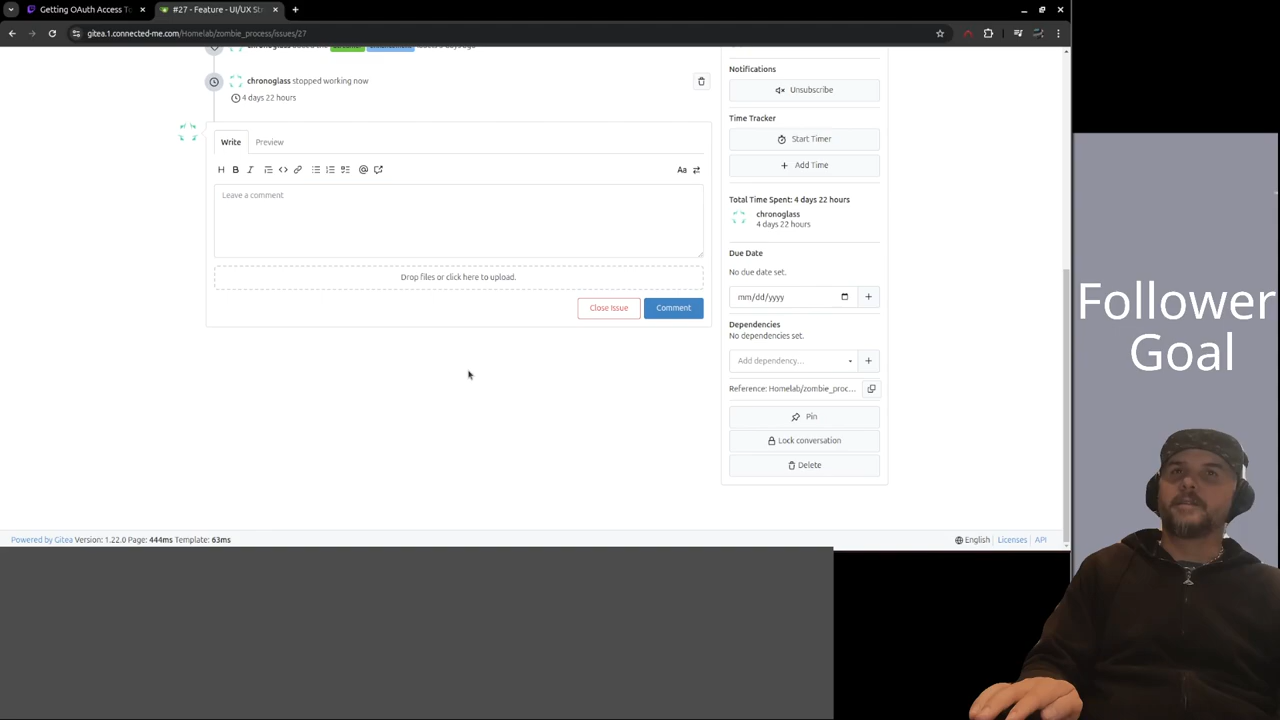 Getting OAuth Access To
#27 - Feature - UI/UX Str
gitea.1.connected-me.com/Homelab/zombie_process/issues/27
chronoglass stopped working now
4 days 22 hours
Write
Preview
Leave a comment
Drop files or click here to upload.
Close Issue
Comment
Notifications
Unsubscribe
Time Tracker
Start Timer
Add Time
Total Time Spent: 4 days 22 hours
chronoglass
4 days 22 hours
Due Date
No due date set.
mm/dd/yyyy
Dependencies
No dependencies set.
Add dependency...
Reference: Homelab/zombie_proc...
Pin
Lock conversation
Delete
Powered by Gitea Version: 1.22.0 Page: 444ms Template: 63ms
English
Licenses
API
Follower
Goal